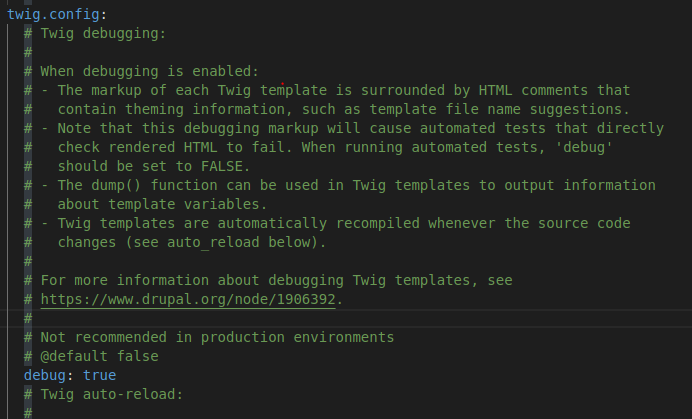 twig.config:
# Twig debugging:
#
# When debugging is enabled:
# - The markup of each Twig template is surrounded by HTML comments that
#   contain theming information, such as template file name suggestions.
# - Note that this debugging markup will cause automated tests that directly
#   check rendered HTML to fail. When running automated tests, 'debug'
#   should be set to FALSE.
# - The dump() function can be used in Twig templates to output information
#   about template variables.
# - Twig templates are automatically recompiled whenever the source code
#   changes (see auto_reload below).
#
# For more information about debugging Twig templates, see
# https://www.drupal.org/node/1906392.
#
# Not recommended in production environments
# @default false
debug: true
# Twig auto-reload:
#